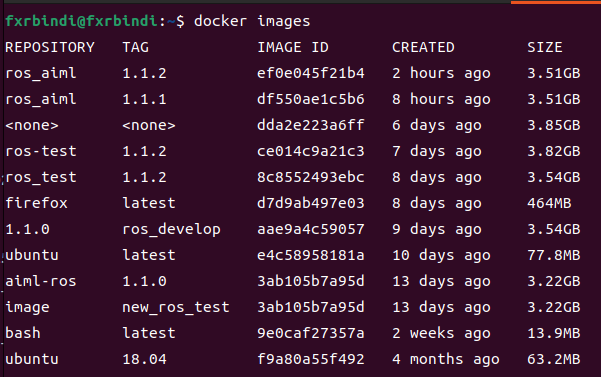 fxrbindi@fxrbindi:~$ docker images
REPOSITORY TAG IMAGE ID CREATED SIZE
ros_aiml 1.1.2 ef0e045f21b4 2 hours ago 3.51GB
ros_aiml 1.1.1 df550ae1c5b6 8 hours ago 3.51GB
<none> <none> dda2e223a6ff 6 days ago 3.85GB
ros-test 1.1.2 ce014c9a21c3 7 days ago 3.82GB
ros_test 1.1.2 8c8552493ebc 8 days ago 3.54GB
firefox latest d7d9ab497e03 8 days ago 464MB
1.1.0 ros_develop aae9a4c59057 9 days ago 3.54GB
ubuntu latest e4c58958181a 10 days ago 77.8MB
aiml-ros 1.1.0 3ab105b7a95d 13 days ago 3.22GB
image new_ros_test 3ab105b7a95d 13 days ago 3.22GB
bash latest 9e0caf27357a 2 weeks ago 13.9MB
ubuntu 18.04 f9a80a55f492 4 months ago 63.2MB